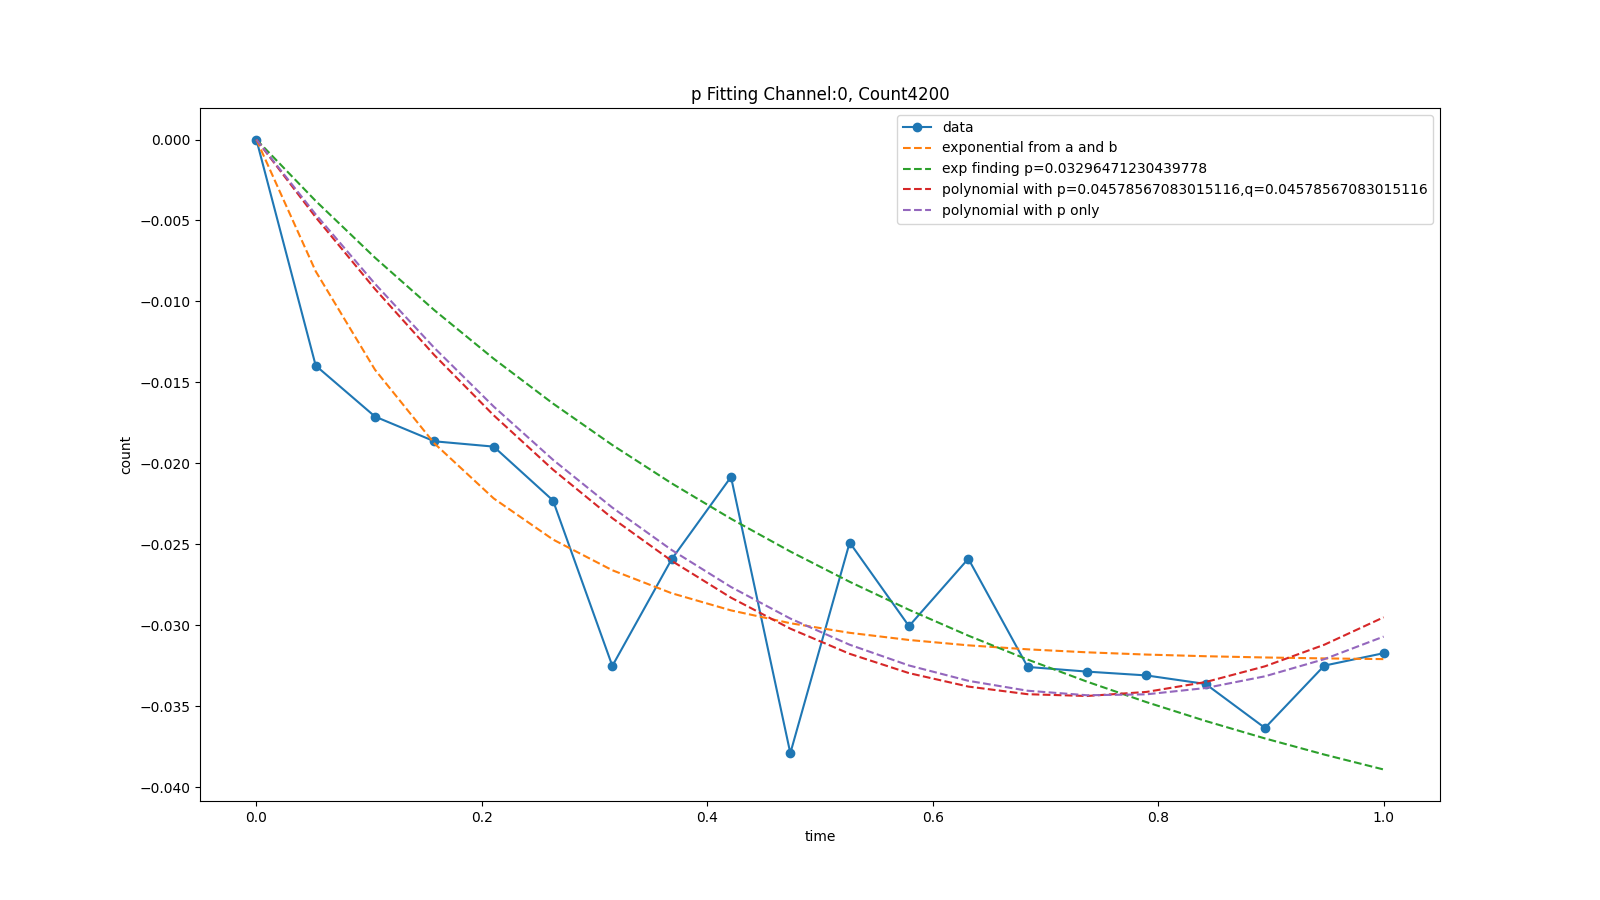 p Fitting Channel:0, Count4200
data
exponential from a and b
exp finding p=0.03296471230439778
polynomial with p=0.04578567083015116,q=0.04578567083015116
polynomial with p only
0.000
−0.005
−0.010
−0.015
−0.020
−0.025
−0.030
−0.035
−0.040
count
0.0 0.2 0.4 0.6 0.8 1.0
time